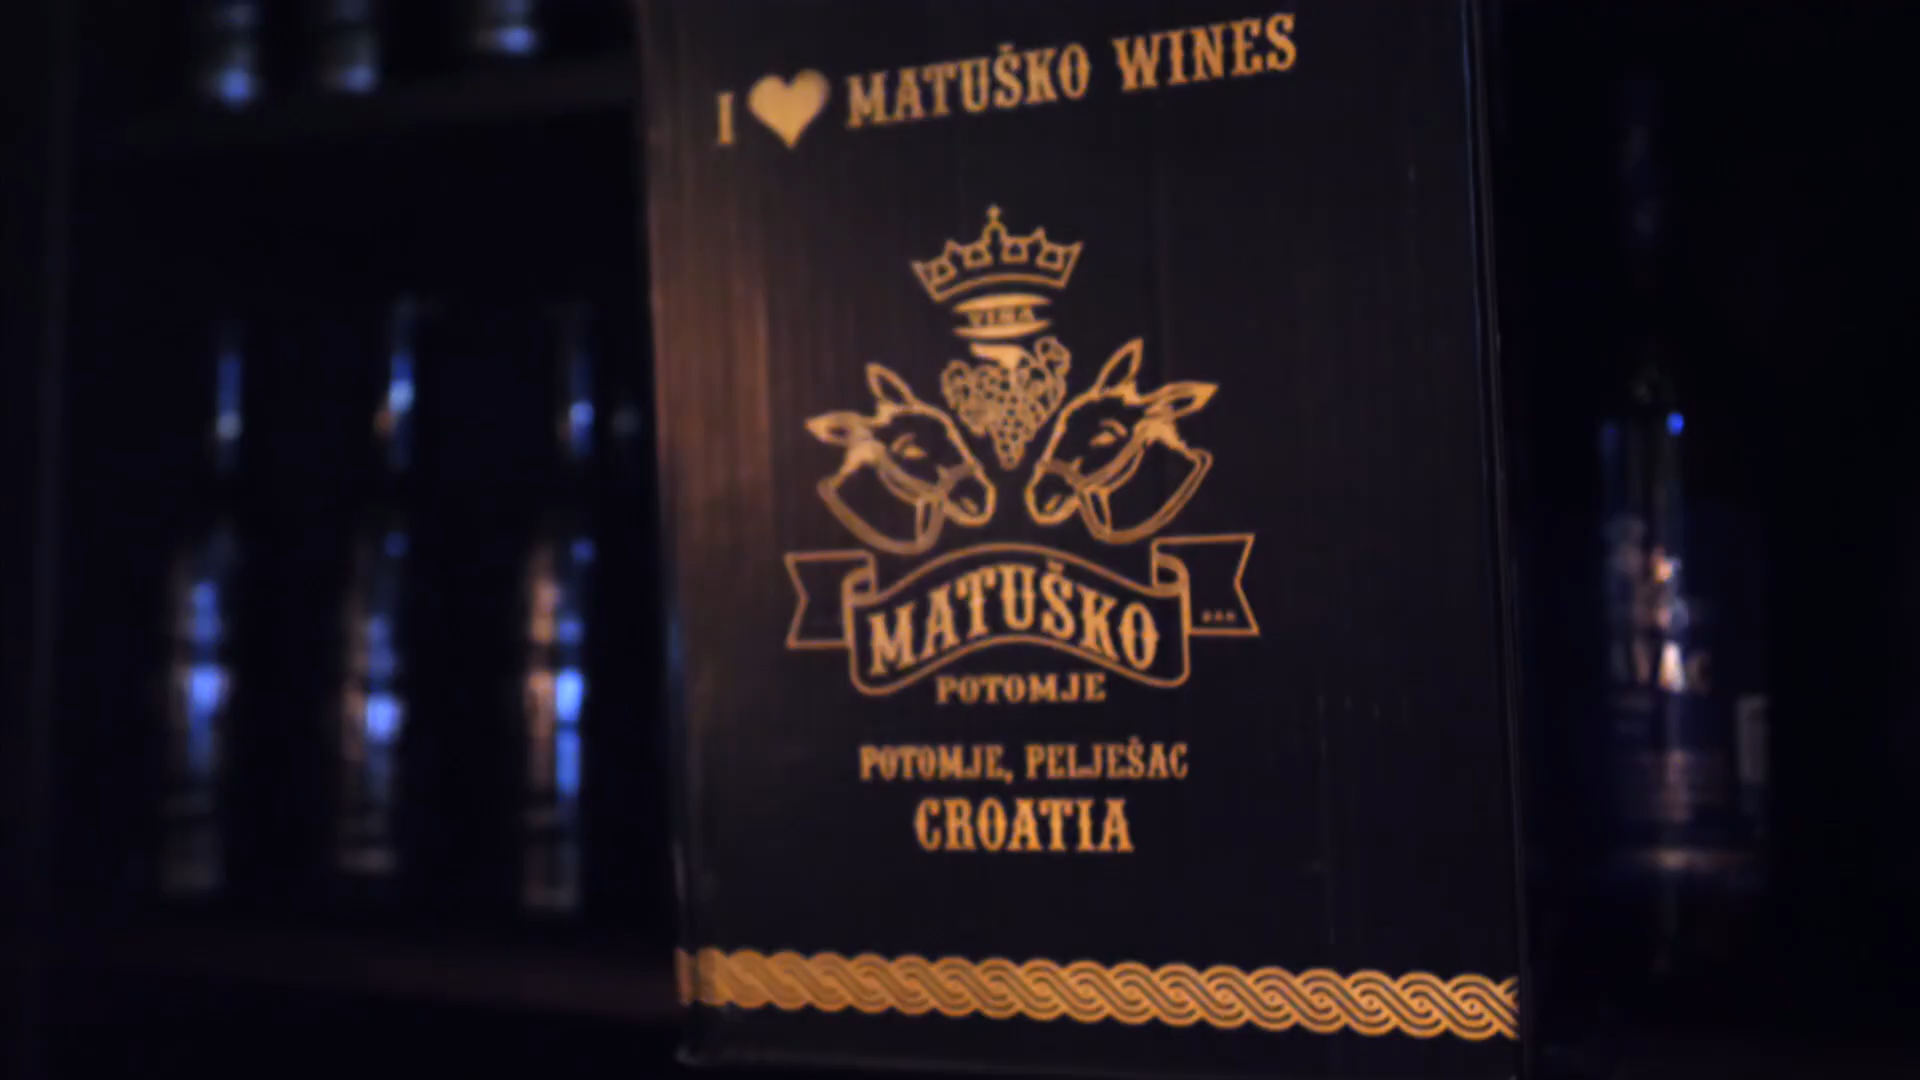 I ♥ MATUŠKO WINES
VINA
MATUŠKO
POTOMJE
POTOMJE, PELJEŠAC
CROATIA